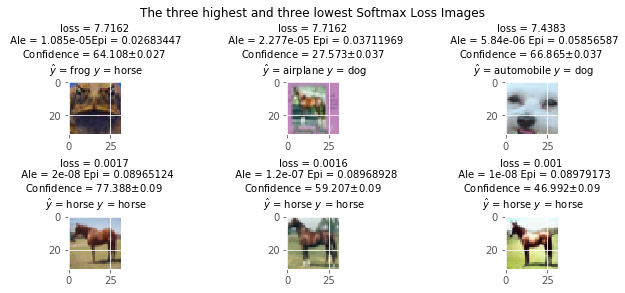 The three highest and three lowest Softmax Loss Images
loss = 7.7162
Ale = 1.085e-05Epi = 0.02683447
Confidence = 64.108±0.027
ŷ = frog y = horse
0
20
0 25
loss = 7.7162
Ale = 2.277e-05 Epi = 0.03711969
Confidence = 27.573±0.037
ŷ = airplane y = dog
0
20
0 25
loss = 7.4383
Ale = 5.84e-06 Epi = 0.05856587
Confidence = 66.865±0.037
ŷ = automobile y = dog
0
20
0 25
loss = 0.0017
Ale = 2e-08 Epi = 0.08965124
Confidence = 77.388±0.09
ŷ = horse y = horse
0
20
0 25
loss = 0.0016
Ale = 1.2e-07 Epi = 0.08968928
Confidence = 59.207±0.09
ŷ = horse y = horse
0
20
0 25
loss = 0.001
Ale = 1e-08 Epi = 0.08979173
Confidence = 46.992±0.09
ŷ = horse y = horse
0
20
0 25